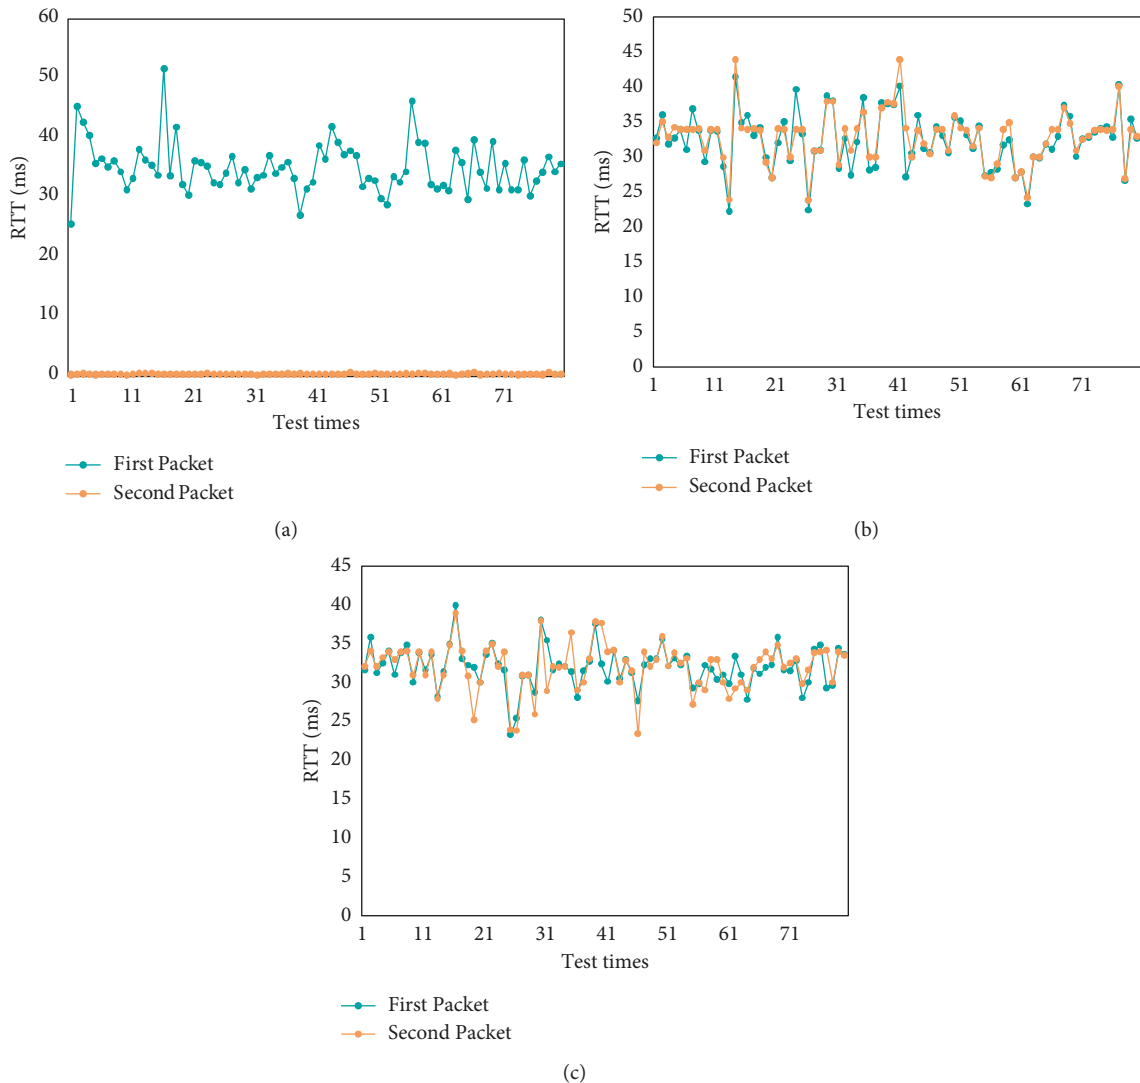 60
50
40
30
20
10
0
RTT (ms)
1 11 21 31 41 51 61 71
Test times
First Packet
Second Packet
(a)
50
45
40
35
30
25
20
15
10
5
0
RTT (ms)
1 11 21 31 41 51 61 71
Test times
First Packet
Second Packet
(b)
45
40
35
30
25
20
15
10
5
0
RTT (ms)
1 11 21 31 41 51 61 71
Test times
First Packet
Second Packet
(c)